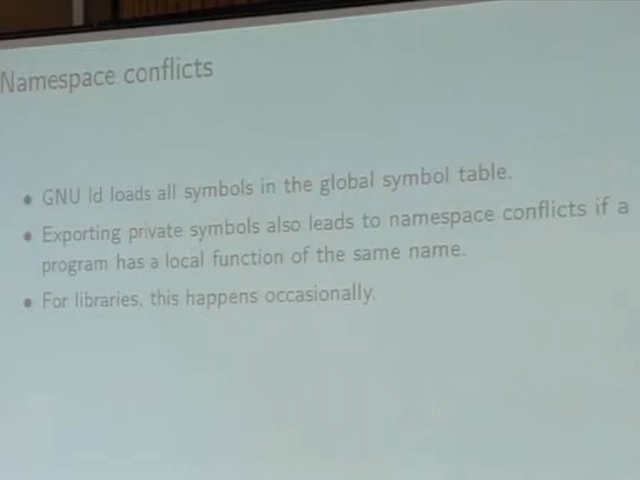 Namespace conflicts
GNU ld loads all symbols in the global symbol table.
Exporting private symbols also leads to namespace conflicts if a
program has a local function of the same name.
For libraries, this happens occasionally.